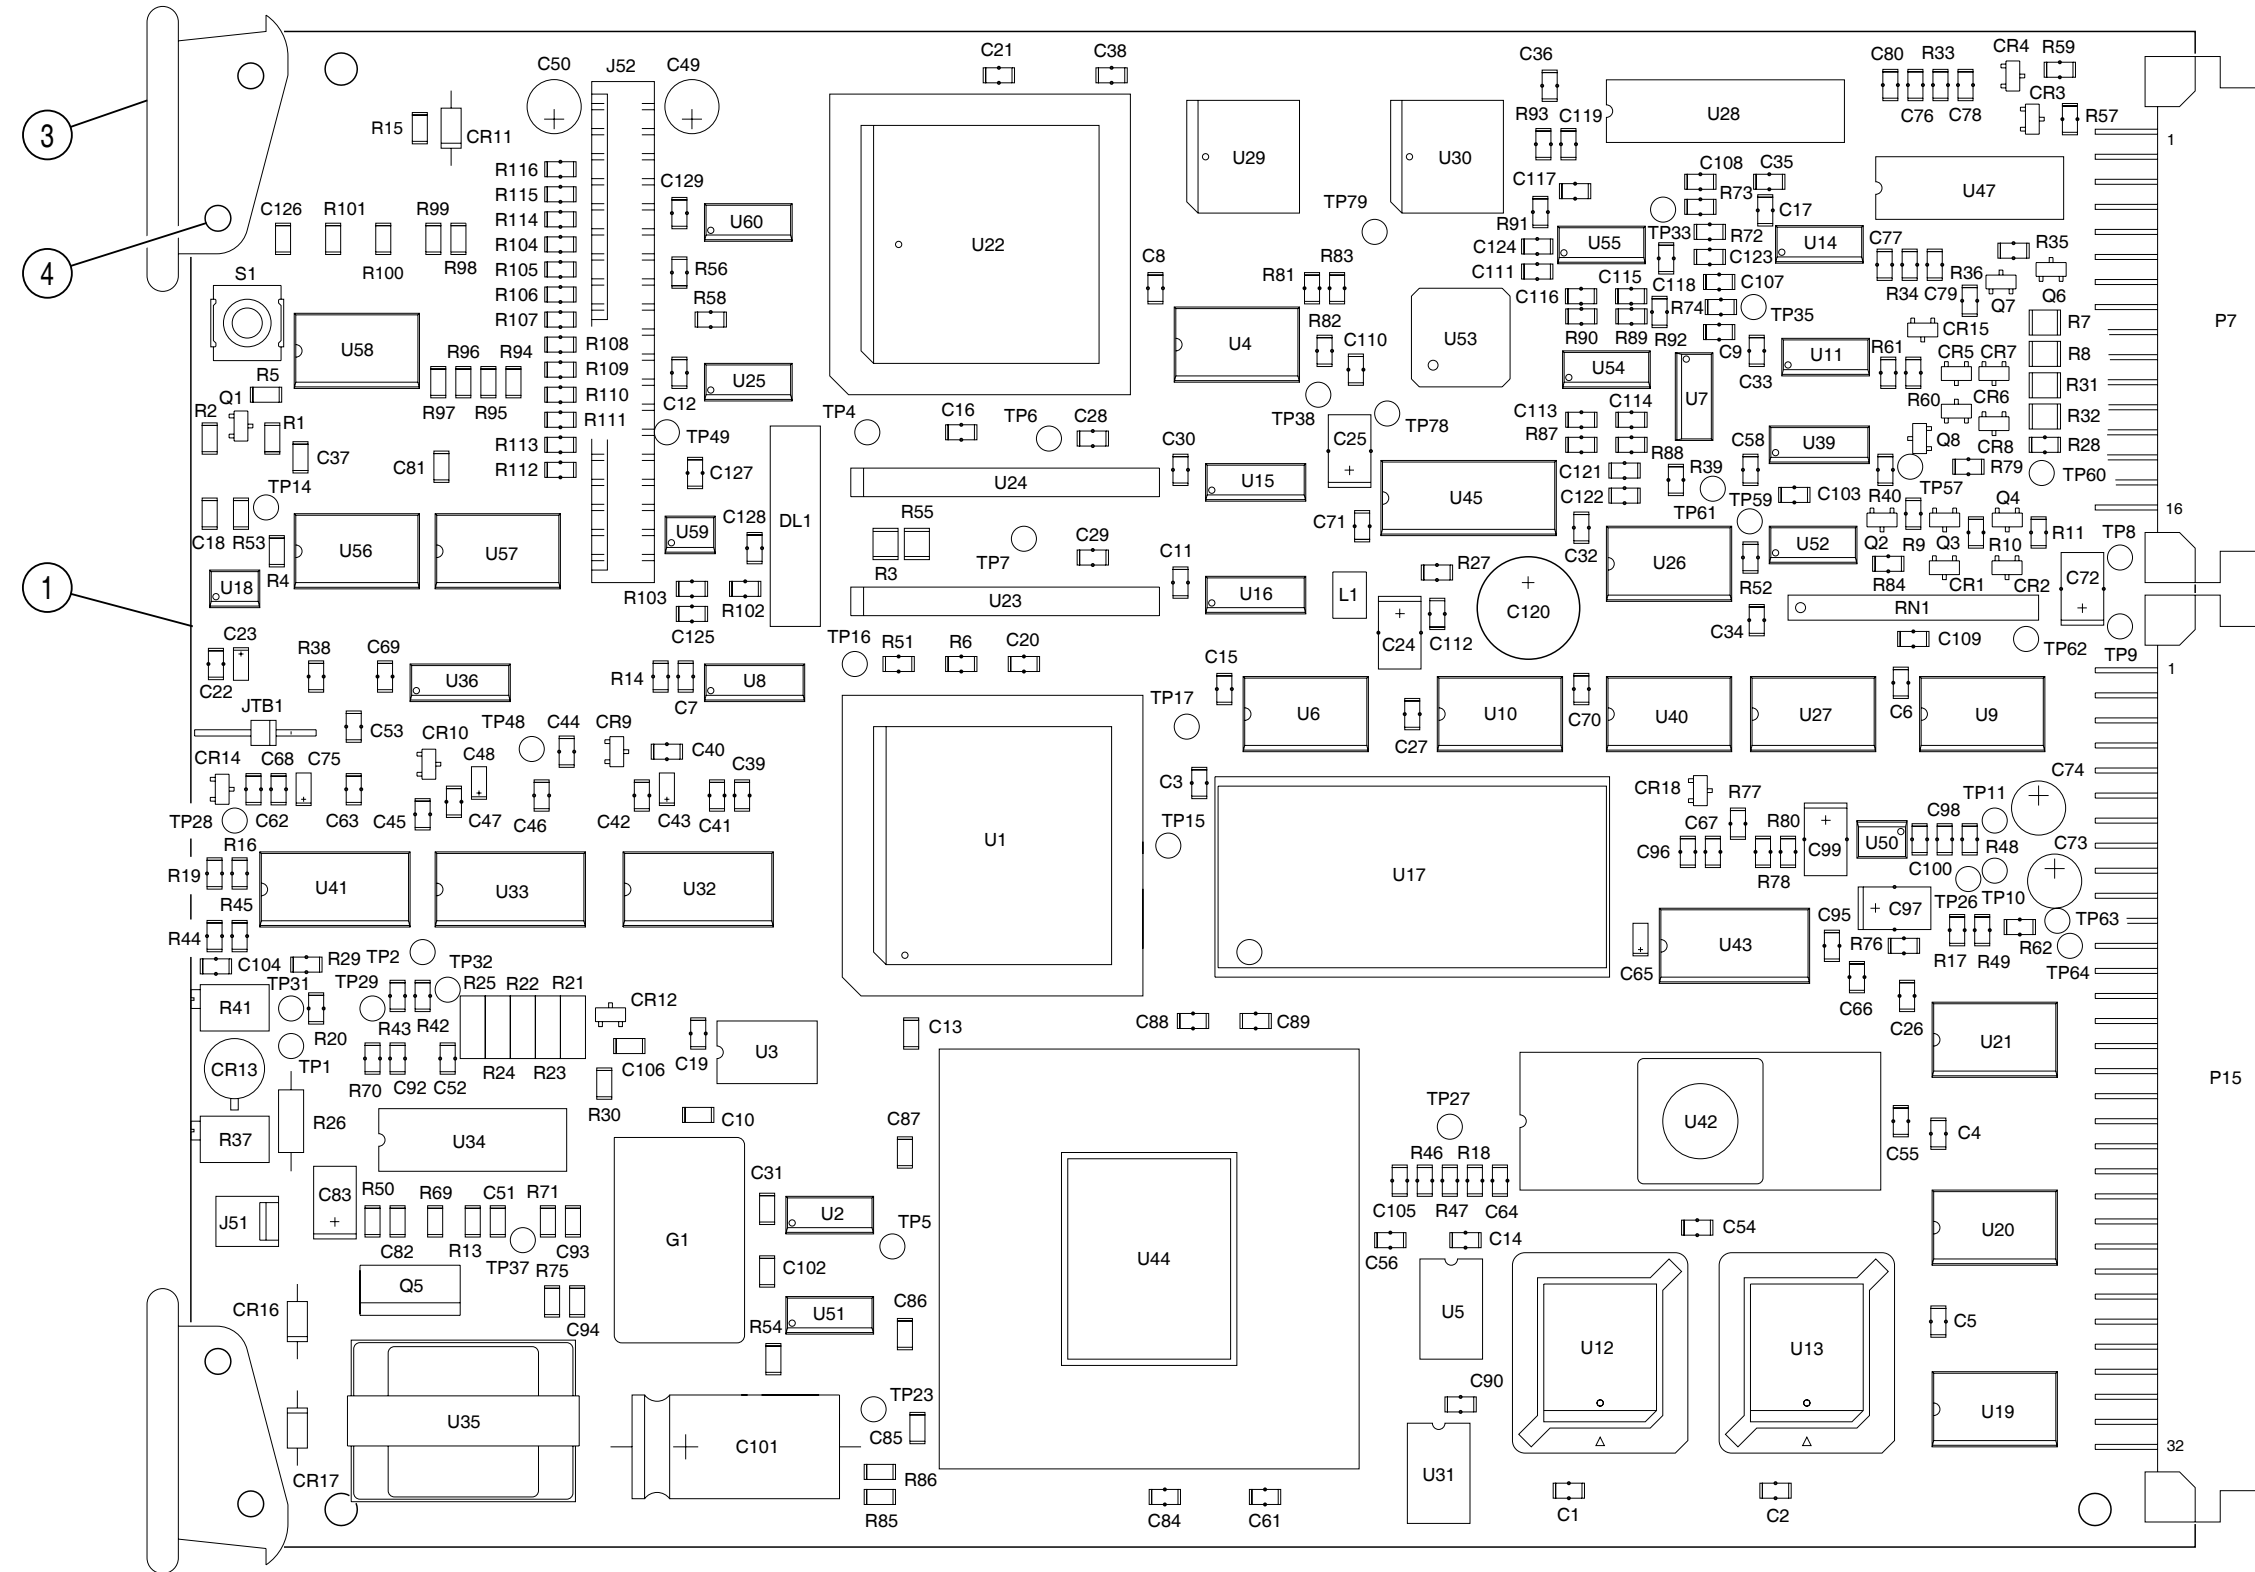 C21 C38 C36 C80 R33 CR4 R59
C50 J52 C49
CR3
3 R15 CR11 R93 C119 U28 C76 C78 R57
1
R116 U29 U30 C108 C35
R115 C129 C117 R73 U47
C126 R101 R99 R114 U60 TP79 R91 C17
4 R104 U22 C124 U55 TP33 R72 U14 C77 R35
R100 R98 R105 R56 C8 R81 R83 C111 C115 C118 C123 R36
S1 R106 R58 C116 R74 C107 R34 C79 Q7 Q6
R107 TP35 R7 P7
U58 R108 U4 R82 C110 U53 R90 R89 R92 C9 U11 CR15
R96 R94 R109 U54 C33 R61 CR5 CR7 R8
R5 R110 U25 R31
Q1 R97 R95 R111 C12 TP4 C16 TP6 C28 TP38 TP78 C113 C114 U7 R60 CR6 R32
R2 R1 R113 TP49 C30 C25 R87 C58 U39 Q8 CR8 R28
C37 C81 R112 C127 U24 U15 C121 R88 R39 R79 TP60
TP14 DL1 U45 C122 TP59 C103 R40 TP57 Q4
C18 R53 U56 U57 U59 C128 R55 C71 TP61 16
R4 R3 TP7 C29 C11 C32 U26 U52 Q2 R9 Q3 R10 R11 TP8
U18 R103 R102 U23 U16 L1 R27 C120 R52 R84 CR1 CR2 C72
C125 C24 C112 C34 RN1
C23 R38 C69 TP16 R51 R6 C20 C109 TP62 TP9
1 C22 U36 R14 C7 U8 C15 1
JTB1 C53 TP48 C44 CR9 TP17 U6 C27 U10 C70 U40 U27 C6 U9
CR14 C68 C75 CR10 C48 C40 C39 C3 CR18 R77 C74
TP28 C62 C63 C45 C47 C46 C42 C43 C41 TP15 C67 R80 TP11
R16 U1 C96 R78 C99 U50 C98 R48 C73
R19 U41 U33 U32 U17 C100
R45 C97 TP26 TP10 TP63
R44 R29 TP2 C95 R76
C104 TP31 TP29 TP32 C65 U43 R17 R49 R62 TP64
R41 R20 R43 R42 R25 R22 R21 CR12 C66 C26
TP1 C19 U3 C13 C88 C89 U21
CR13 R70 C92 C52 R24 R23 C106
R26 R30 C10 C87 TP27 U42 P15
R37 U34 C55 C4
C31 R46 R18
C83 R50 R69 C51 R71 U2 C105 R47 C64
J51 C82 R13 TP37 C93 G1 TP5 U44 C56 C14 C54 U20
Q5 R75 C102
CR16 C94 U51 C86 U5 U12 U13 C5
R54
U35 C101 TP23 C90 U19
C85 32
CR17 R86 U31
R85 C84 C61 C1 C2